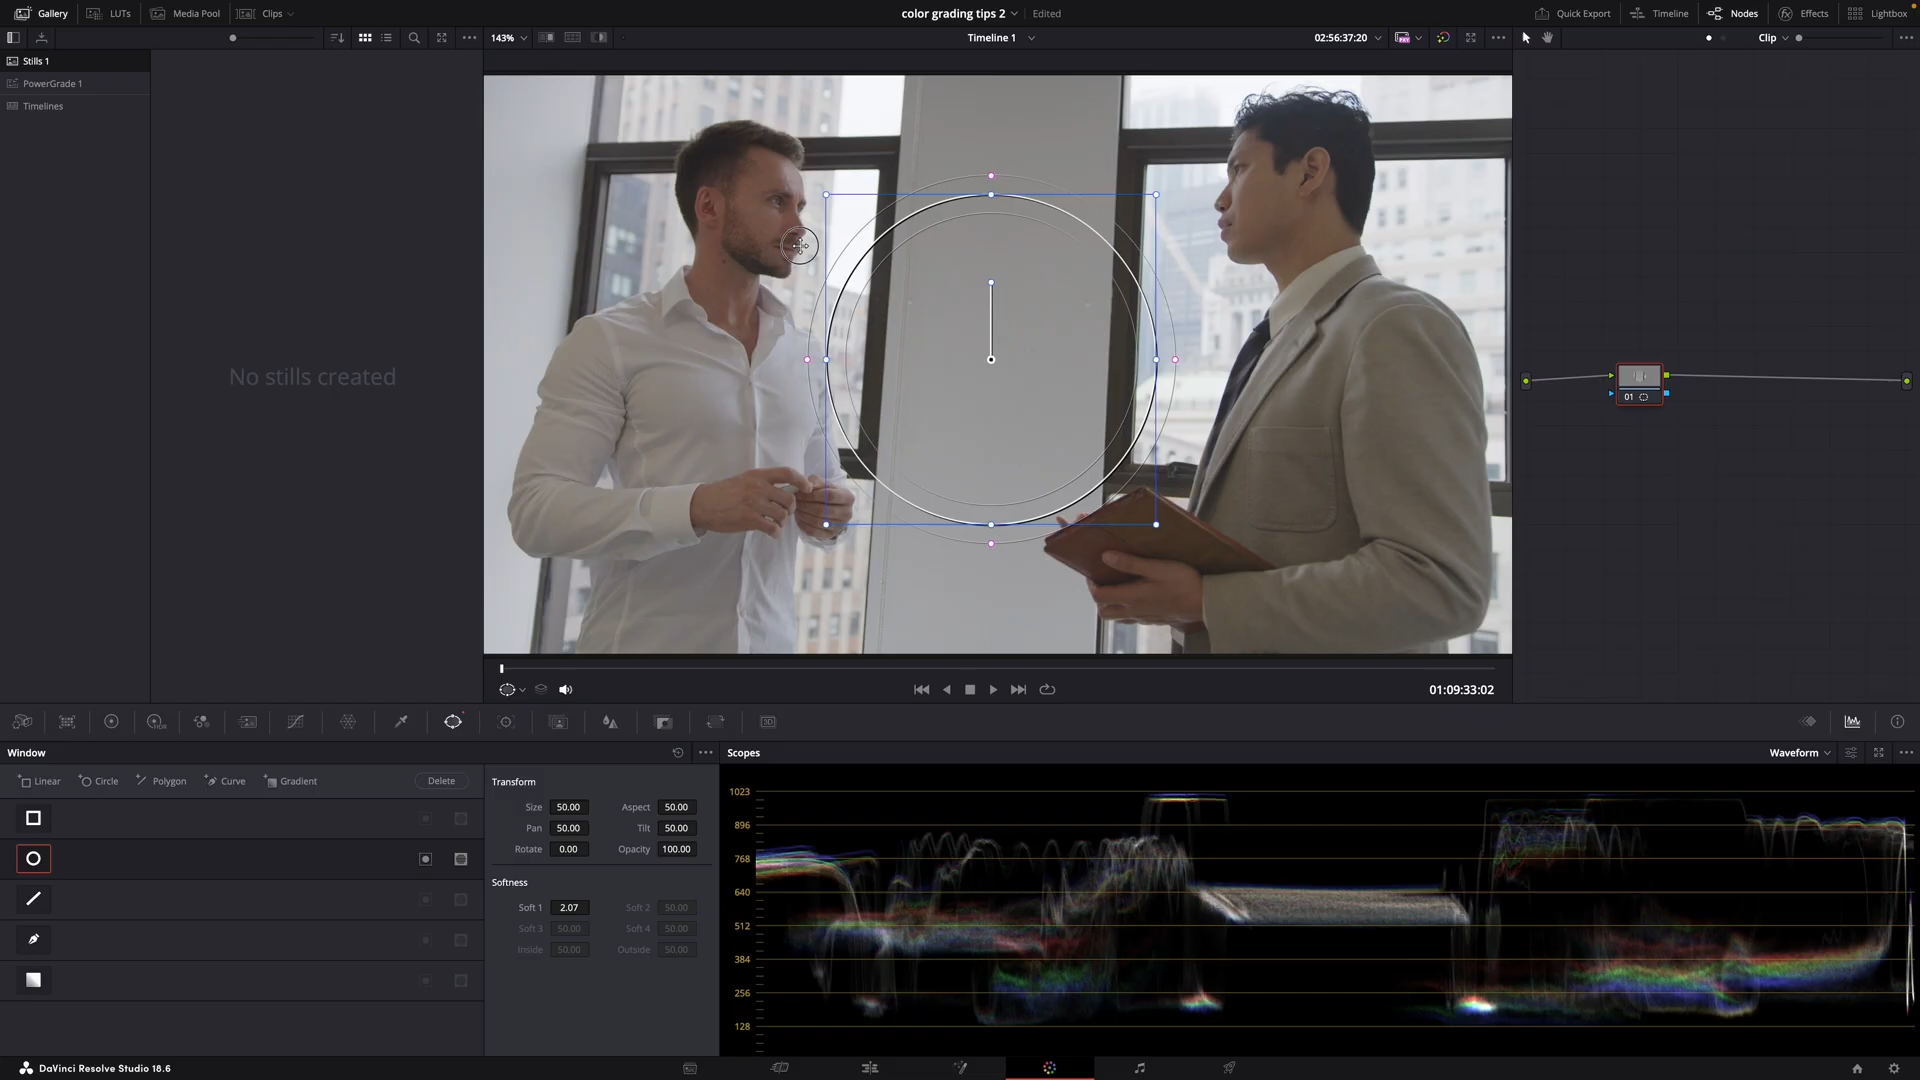 Gallery LUTs Media Pool Clips color grading tips 2 Edited Quick Export Timeline Nodes Effects Lightbox
143% Timeline 1 02:56:37:20 Clip
Stills 1
PowerGrade 1
Timelines
No stills created
01
01:09:33:02
Window Scopes Waveform
Linear Circle Polygon Curve Gradient Delete
Transform
Size 50.00 Aspect 50.00
Pan 50.00 Tilt 50.00
Rotate 0.00 Opacity 100.00
Softness
Soft 1 2.07 Soft 2 50.00
Soft 3 50.00 Soft 4 50.00
Inside 50.00 Outside 50.00
1023
896
768
640
512
384
256
128
DaVinci Resolve Studio 18.6